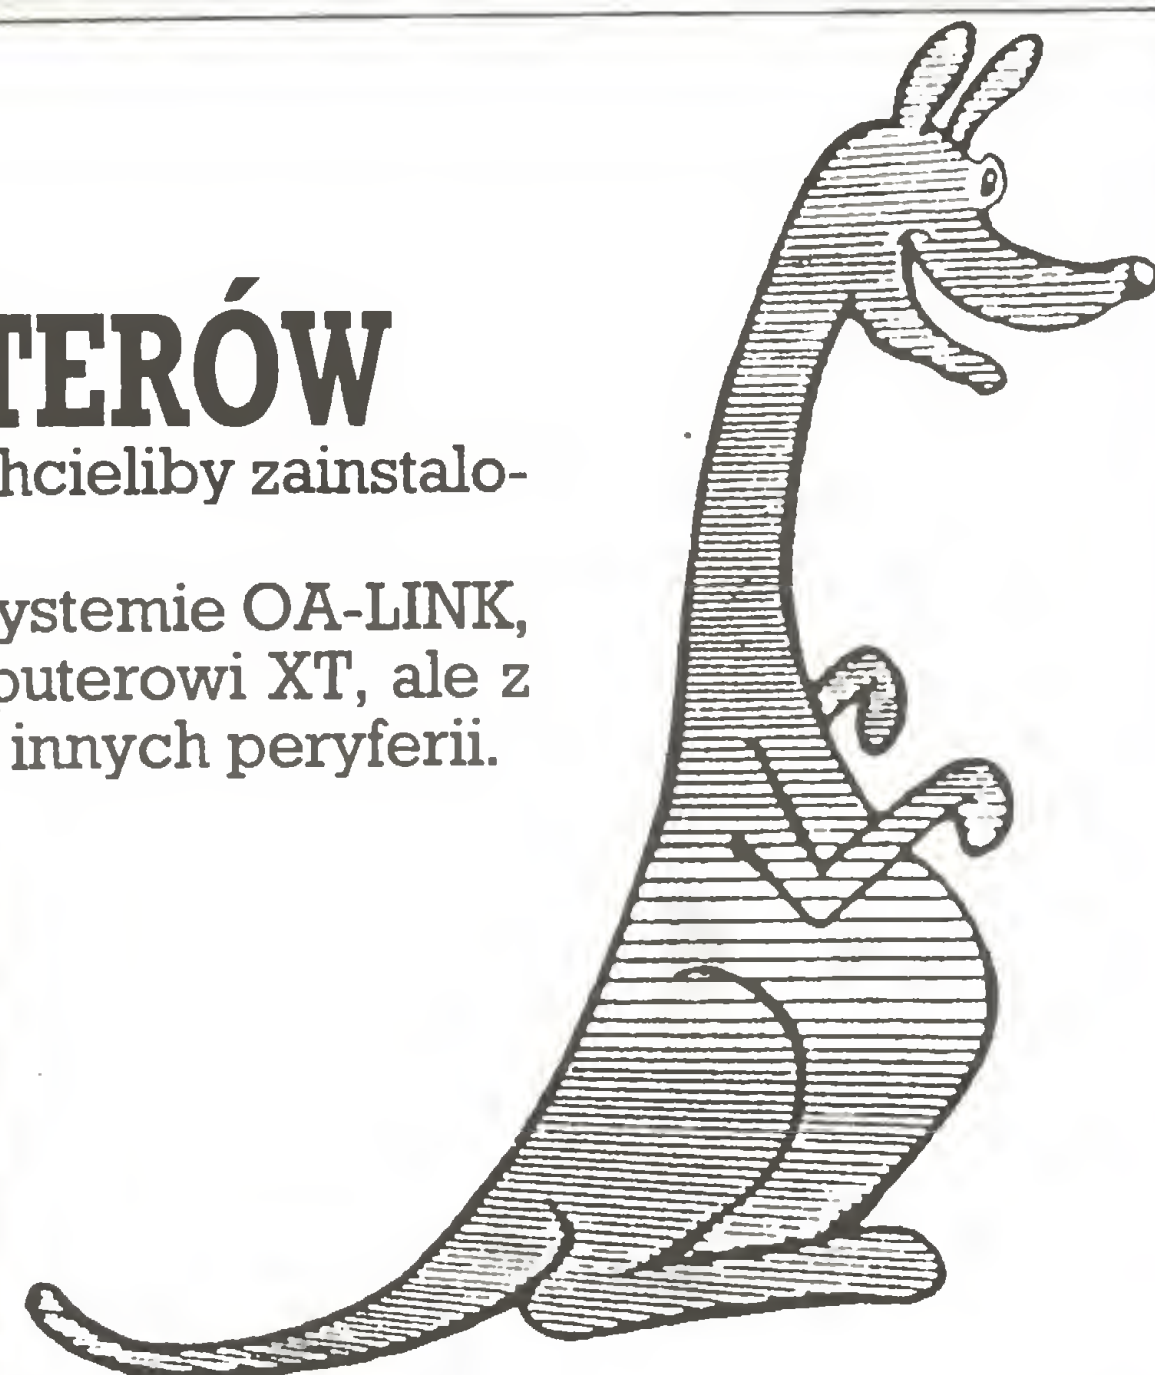 TERÓW
hcieliby zainstalo-
ystemie OA-LINK,
puterowi XT, ale z
innych peryferii.